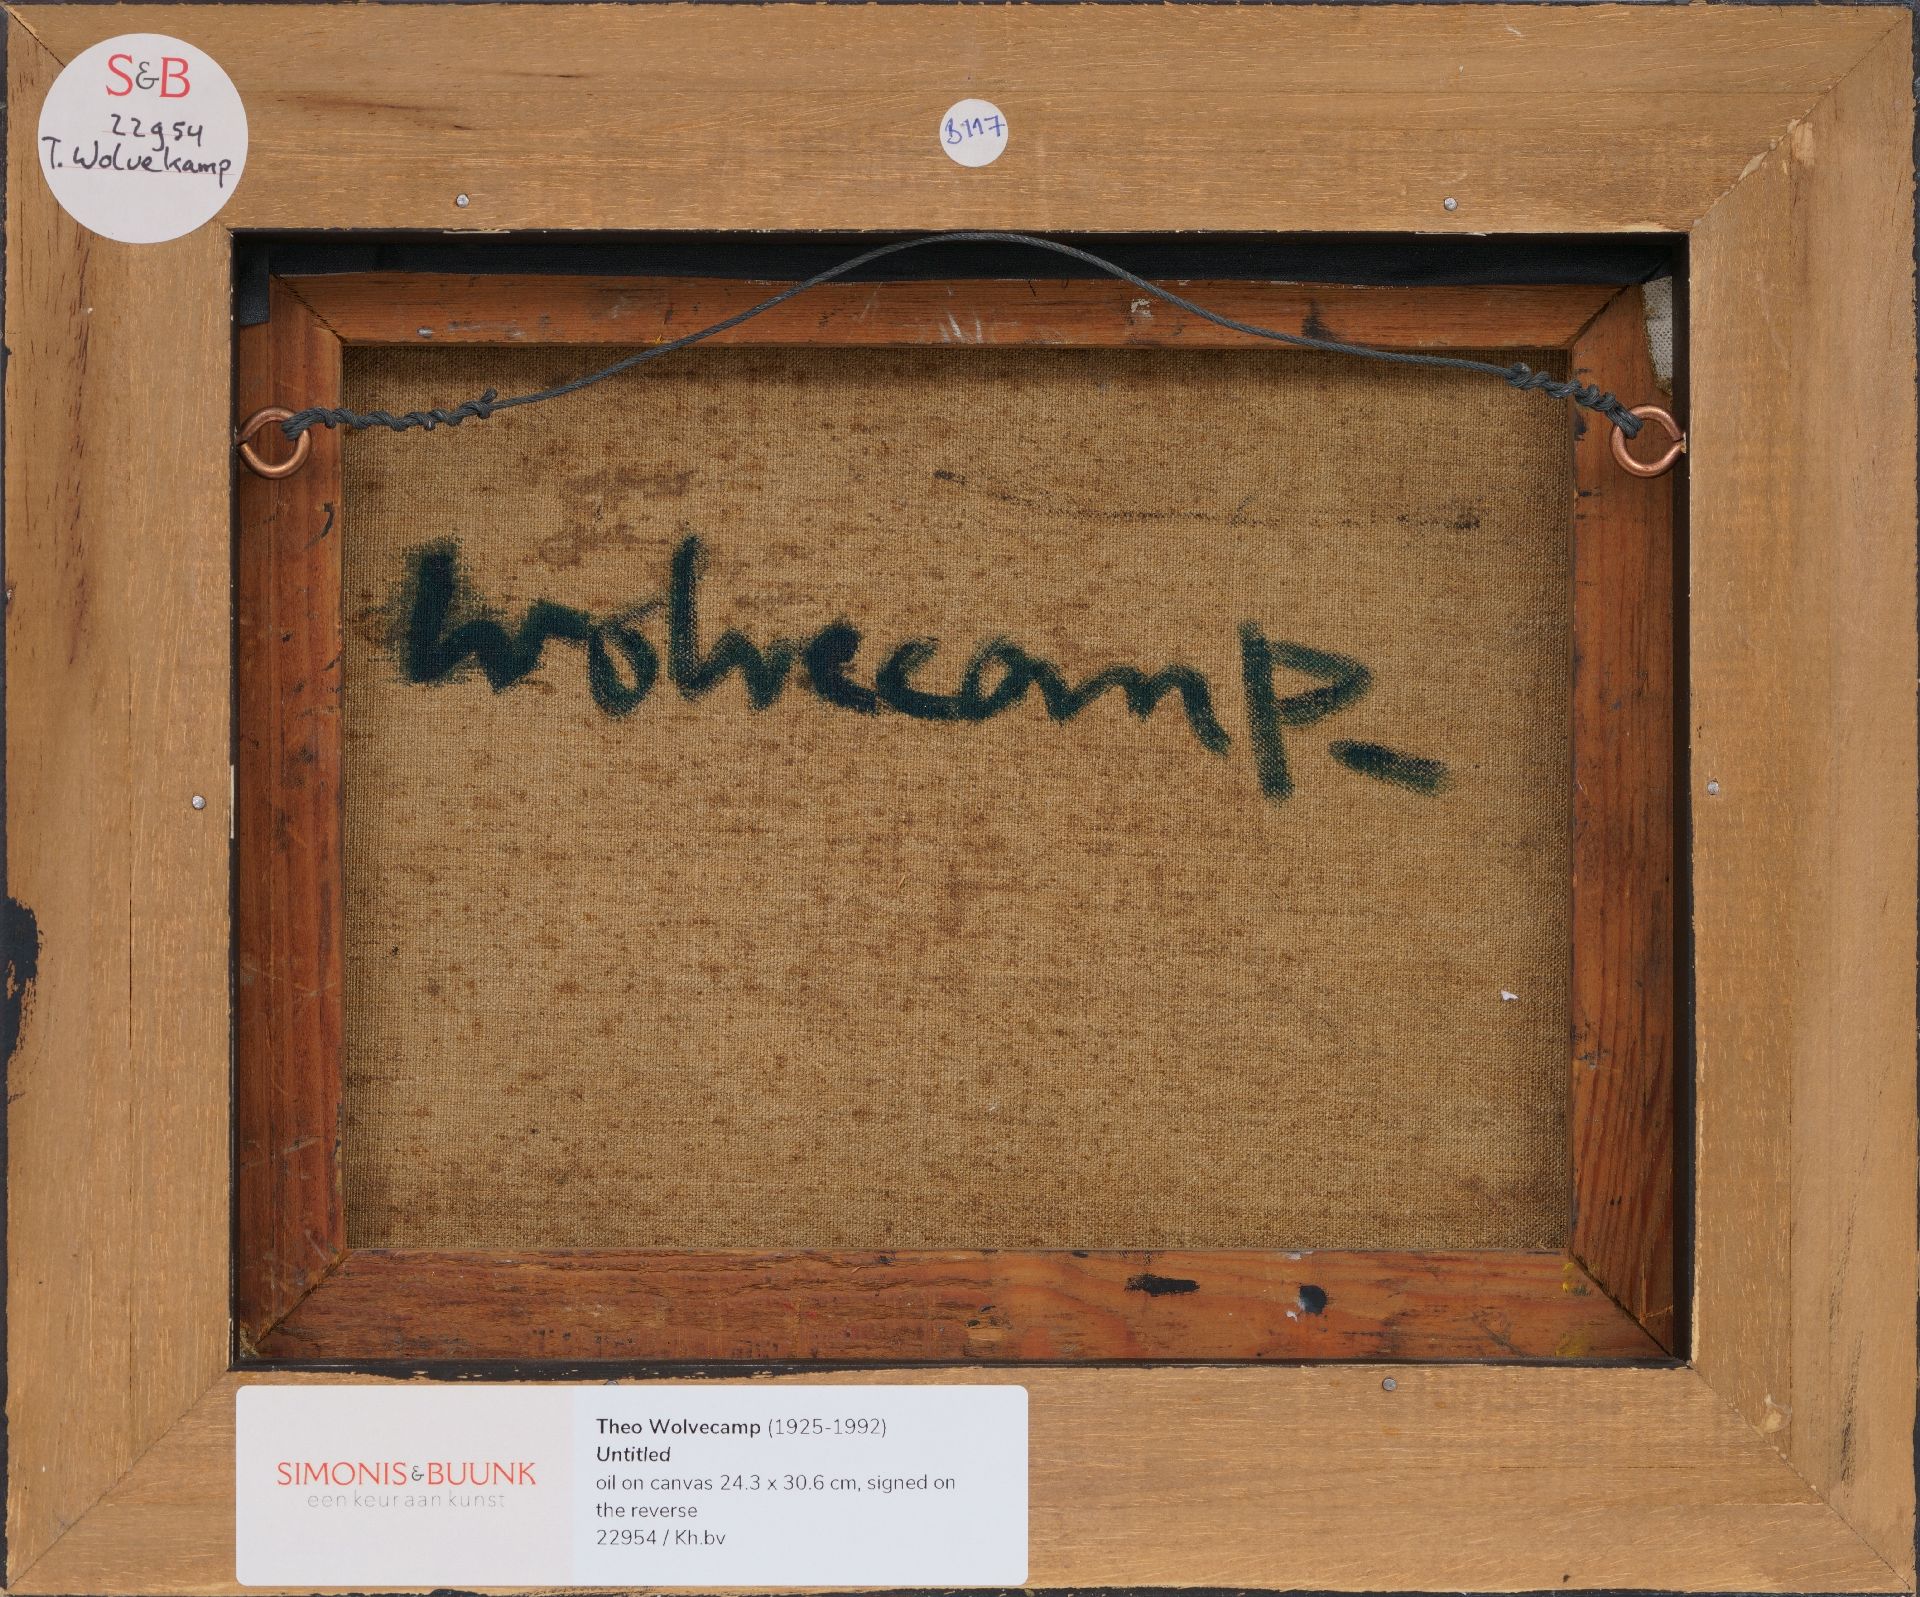 S&B
22954
T. Wolvekamp
B117
Wolvecamp_
SIMONIS&BUUNK
een keur aan kunst
Theo Wolvecamp (1925-1992)
Untitled
oil on canvas 24.3 x 30.6 cm, signed on
the reverse
22954 / Kh.bv